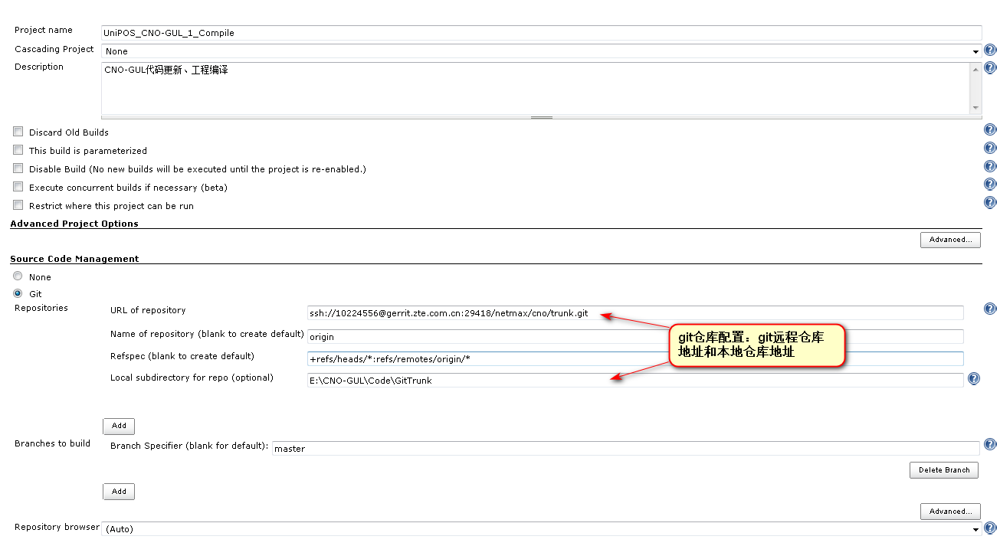 Project name
UniPOS_CNO-GUL_1_Compile
Cascading Project
None
Description
CNO-GUL代码更新、工程编译
Discard Old Builds
This build is parameterized
Disable Build (No new builds will be executed until the project is re-enabled.)
Execute concurrent builds if necessary (beta)
Restrict where this project can be run
Advanced Project Options
Advanced...
Source Code Management
None
Git
Repositories
URL of repository
ssh://10224556@gerrit.zte.com.cn:29418/netmax/cno/trunk.git
Name of repository (blank to create default)
origin
Refspec (blank to create default)
+refs/heads/*:refs/remotes/origin/*
Local subdirectory for repo (optional)
E:\CNO-GUL\Code\GitTrunk
git仓库配置：git远程仓库
地址和本地仓库地址
Add
Branches to build
Branch Specifier (blank for default):
master
Delete Branch
Add
Advanced...
Repository browser
(Auto)